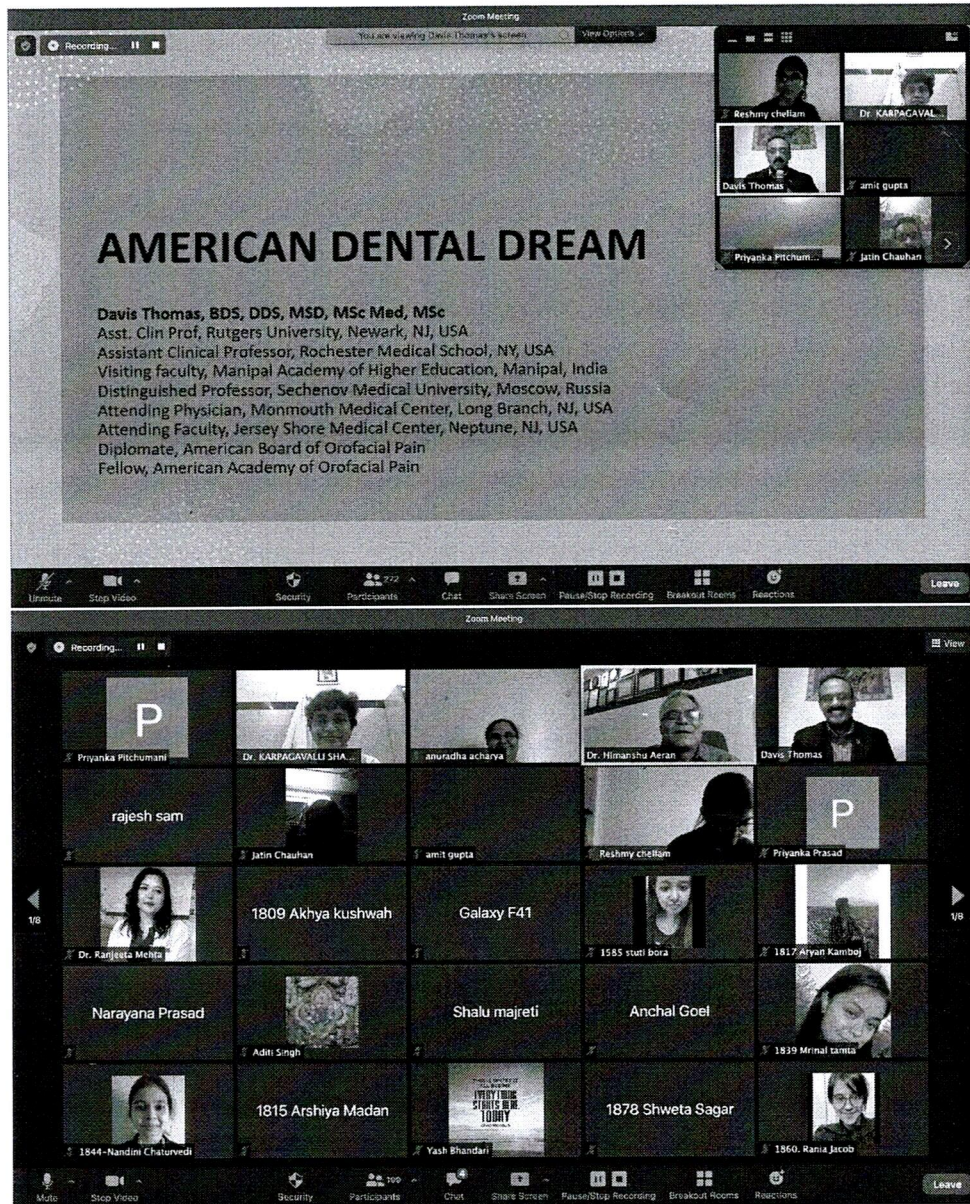 Zoom Meeting
Recording...
You are viewing Davis Thomas's screen
View Options
Reshmy chellam
Dr. KARPAGAVAL...
Davis Thomas
amit gupta
Priyanka Pitchum...
Jatin Chauhan
AMERICAN DENTAL DREAM
Davis Thomas, BDS, DDS, MSD, MSc Med, MSc
Asst. Clin Prof, Rutgers University, Newark, NJ, USA
Assistant Clinical Professor, Rochester Medical School, NY, USA
Visiting faculty, Manipal Academy of Higher Education, Manipal, India
Distinguished Professor, Sechenov Medical University, Moscow, Russia
Attending Physician, Monmouth Medical Center, Long Branch, NJ, USA
Attending Faculty, Jersey Shore Medical Center, Neptune, NJ, USA
Diplomate, American Board of Orofacial Pain
Fellow, American Academy of Orofacial Pain
Unmute
Stop Video
Security
272
Participants
Chat
Share Screen
Pause/Stop Recording
Breakout Rooms
Reactions
Leave
Zoom Meeting
Recording...
View
P
Priyanka Pitchumani
Dr. KARPAGAVALLI SHA...
anuradha acharya
Dr. Himanshu Aeran
Davis Thomas
rajesh sam
Jatin Chauhan
amit gupta
Reshmy chellam
P
Priyanka Prasad
1/8
Dr. Ranjeeta Mehta
1809 Akhya kushwah
Galaxy F41
1585 stuti bora
1817 Aryan Kamboj
1/8
Narayana Prasad
Aditi Singh
Shalu majreti
Anchal Goel
1839 Mrinal tamta
1844-Nandini Chaturvedi
1815 Arshiya Madan
EVERYTHING
STARTS HERE.
TODAY
Yash Bhandari
1878 Shweta Sagar
1860. Rania Jacob
Mute
Stop Video
Security
Participants
4
Chat
Share Screen
Pause/Stop Recording
Breakout Rooms
Reactions
Leave